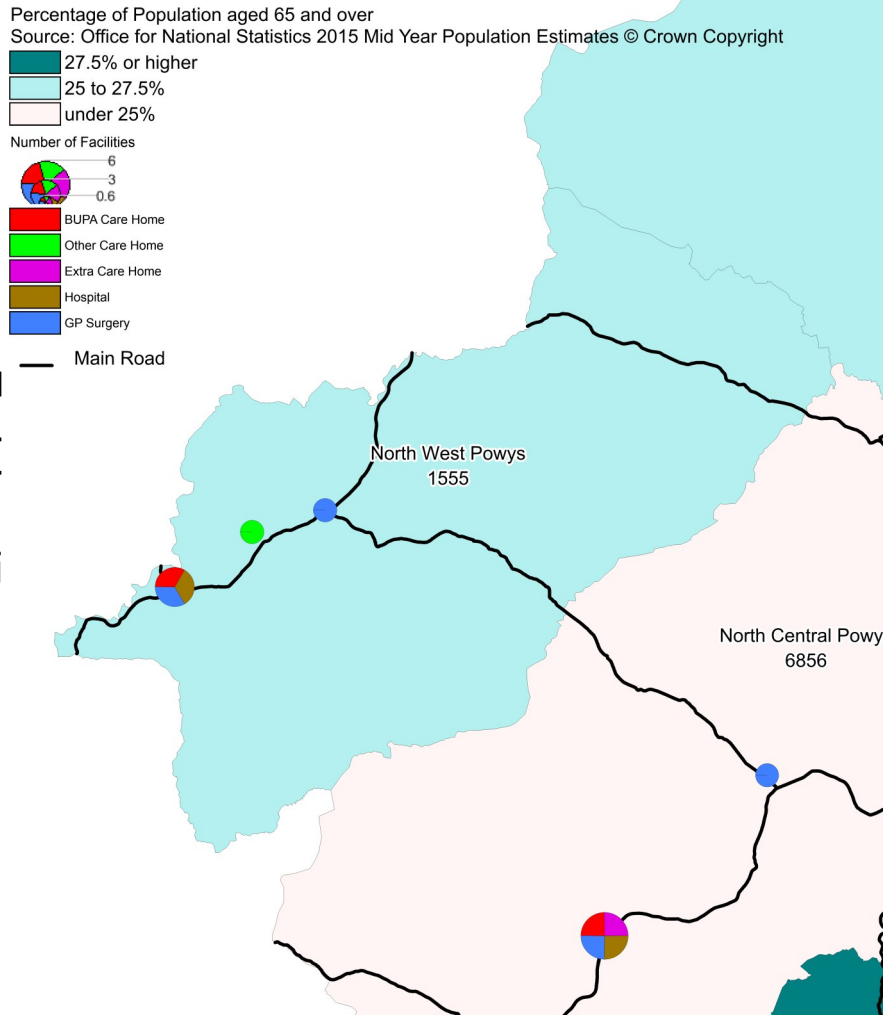 Percentage of Population aged 65 and over
Source: Office for National Statistics 2015 Mid Year Population Estimates © Crown Copyright
27.5% or higher
25 to 27.5%
under 25%
Number of Facilities
6
3
0.6
BUPA Care Home
Other Care Home
Extra Care Home
Hospital
GP Surgery
Main Road
North West Powys
1555
North Central Powy
6856